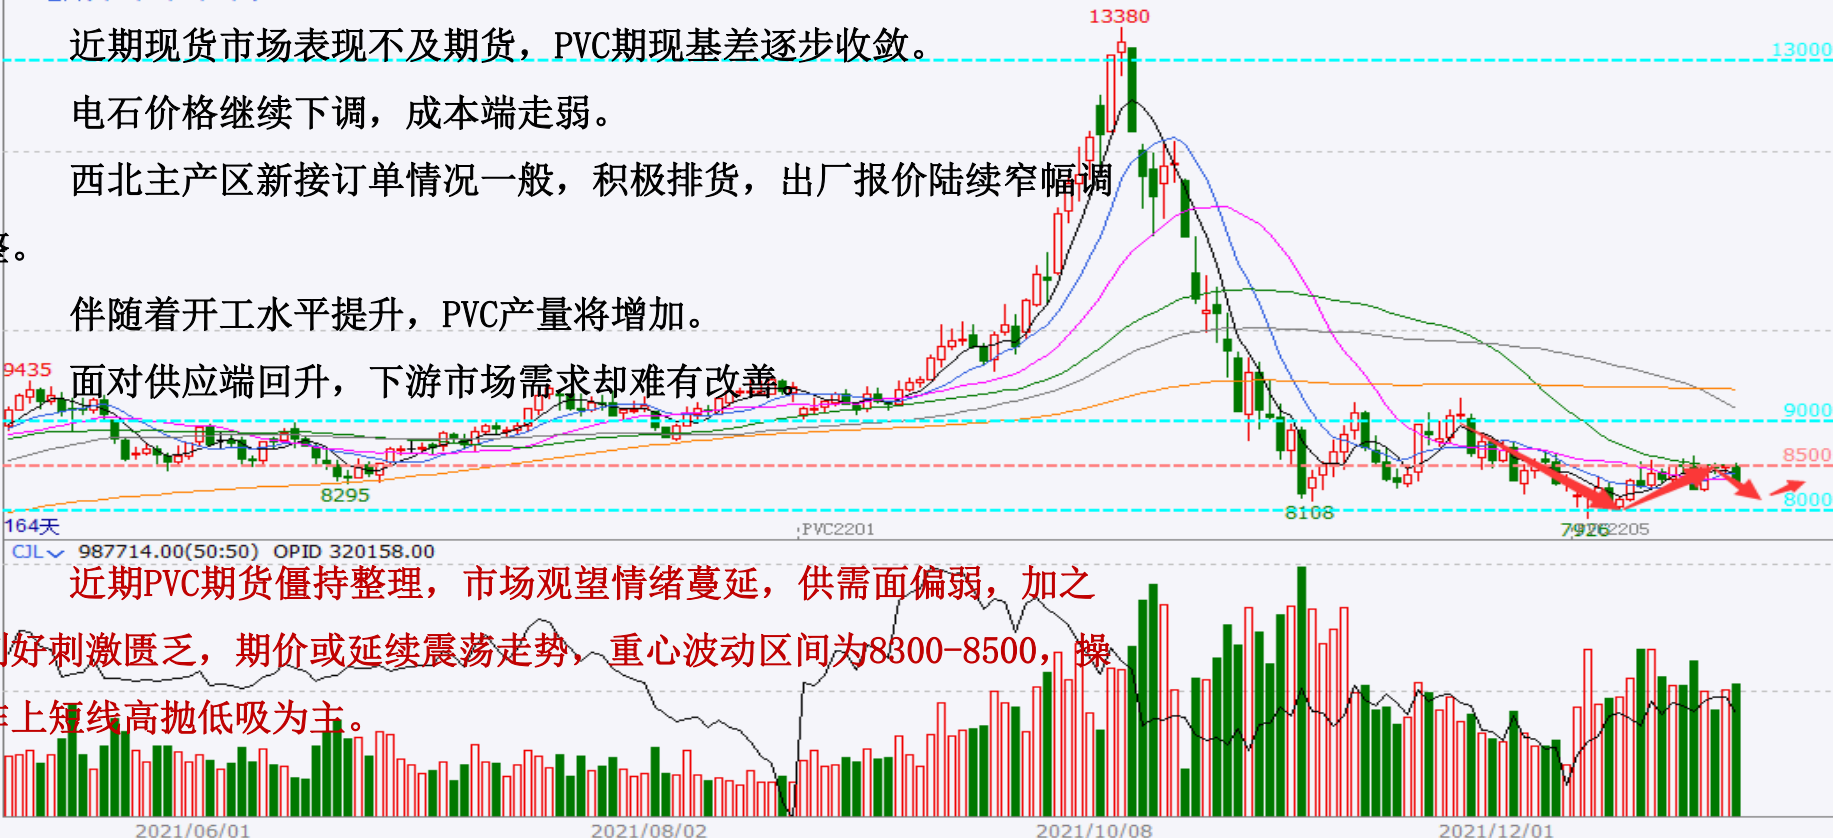 13380
近期现货市场表现不及期货，PVC期现基差逐步收敛。
13000
电石价格继续下调，成本端走弱。
西北主产区新接订单情况一般，积极排货，出厂报价陆续窄幅调
整。
伴随着开工水平提升，PVC产量将增加。
9435
面对供应端回升，下游市场需求却难有改善。
9000
8500
8295
8000
8108
164天
PVC2201
7926
2205
CJL 987714.00(50:50) OPID 320158.00
近期PVC期货僵持整理，市场观望情绪蔓延，供需面偏弱，加之
利好刺激匮乏，期价或延续震荡走势，重心波动区间为8300-8500，操
作上短线高抛低吸为主。
2021/06/01
2021/08/02
2021/10/08
2021/12/01